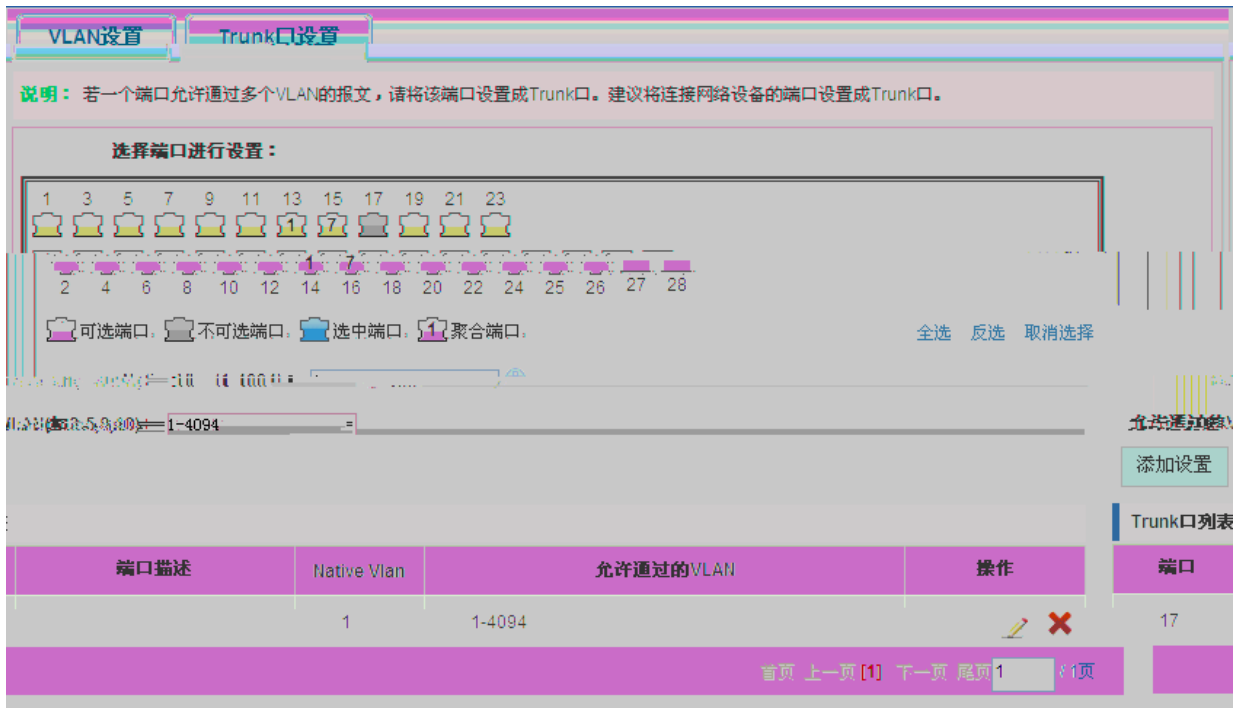 VLAN设置 Trunk口设置
说明：若一个端口允许通过多个VLAN的报文，请将该端口设置成Trunk口。建议将连接网络设备的端口设置成Trunk口。
选择端口进行设置：
1 3 5 7 9 11 13 15 17 19 21 23
1 7
1 7
2 4 6 8 10 12 14 16 18 20 22 24 25 26 27 28
可选端口。 不可选端口。 选中端口。 1 聚合端口。 全选 反选 取消选择
1-4094 允许通过的
添加设置
Trunk口列表
端口描述 Native Vlan 允许通过的VLAN 操作 端口
1 1-4094 17
首页 上一页 [1] 下一页 尾页 1 / 1页